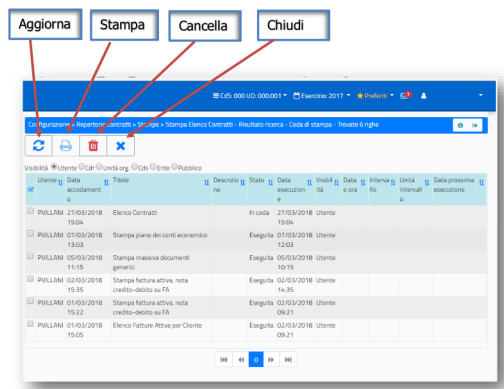 Aggiorna Stampa Cancella Chiudi
CdS: 000 UO: 000.001 Esercizio: 2017 Preferiti
Configurazione > Repertorio Contratti > Stampe > Stampa Elenco Contratti - Risultato ricerca - Coda di stampa - Trovate 6 righe
Visibilità Utente Cdr Unità org. Cds Ente Pubblico
Utente Data accodamento Titolo Descrizione Stato Data esecuzione Visibilità Data e ora Intervallo Unità intervallo Data prossima esecuzione
PVILLANI 27/03/2018 15:04 Elenco Contratti In coda 27/03/2018 15:04 Utente
PVILLANI 07/03/2018 13:03 Stampa piano dei conti economico Eseguita 07/03/2018 12:03 Utente
PVILLANI 05/03/2018 11:15 Stampa massiva documenti generici Eseguita 05/03/2018 10:15 Utente
PVILLANI 02/03/2018 15:35 Stampa fattura attiva, nota credito-debito su FA Eseguita 02/03/2018 14:35 Utente
PVILLANI 01/03/2018 15:22 Stampa fattura attiva, nota credito-debito su FA Eseguita 02/03/2018 09:21 Utente
PVILLANI 01/03/2018 15:05 Elenco Fatture Attive per Cliente Eseguita 02/03/2018 09:21 Utente
0